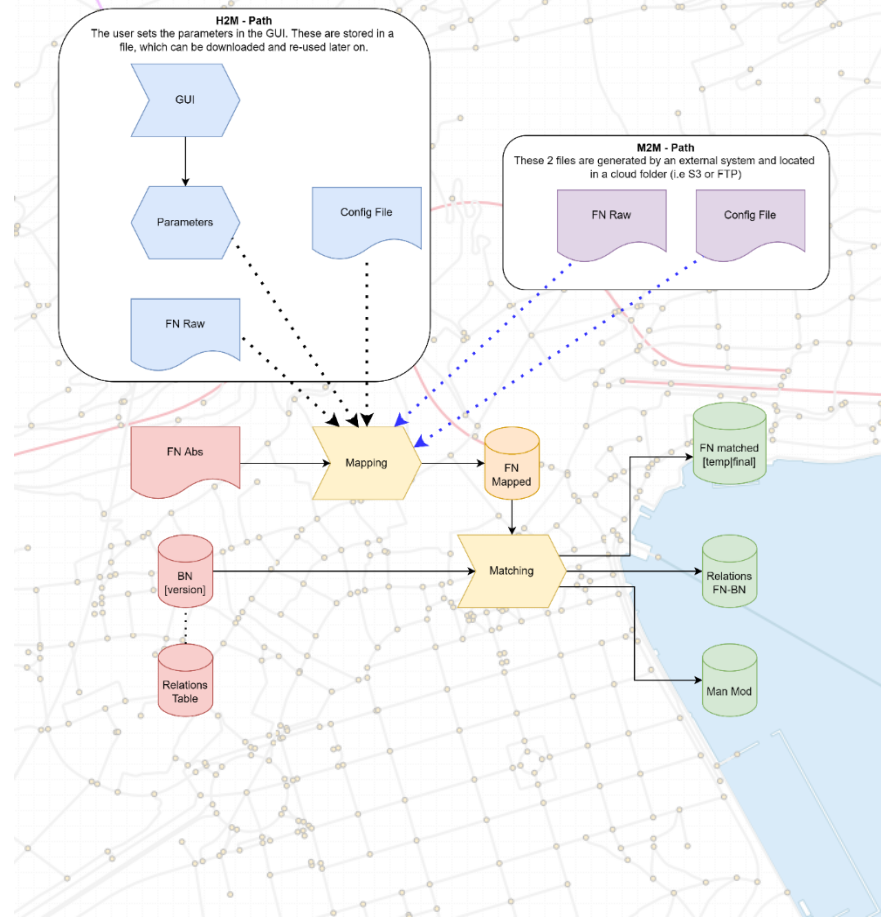 H2M - Path
The user sets the parameters in the GUI. These are stored in a
file, which can be downloaded and re-used later on.
GUI
Parameters
Config File
FN Raw
M2M - Path
These 2 files are generated by an external system and located
in a cloud folder (i.e S3 or FTP)
FN Raw
Config File
FN Abs
Mapping
FN
Mapped
FN matched
[temp|final]
BN
[version]
Matching
Relations
FN-BN
Relations
Table
Man Mod